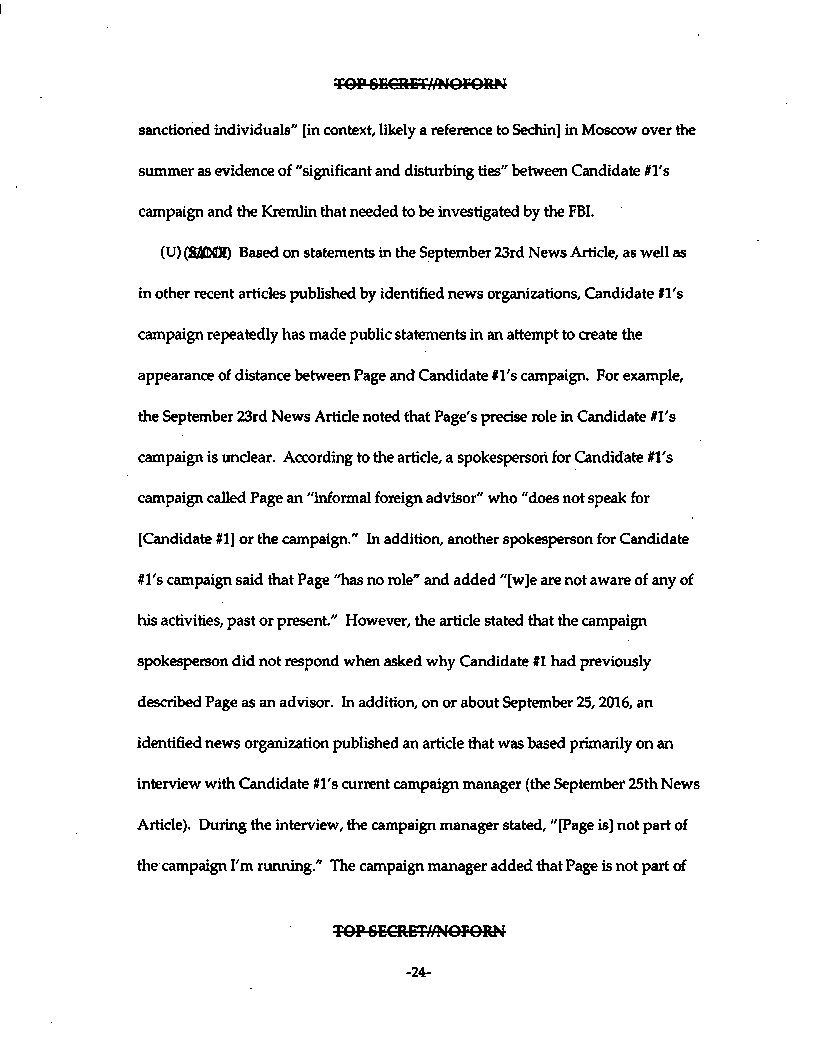 TOP SECRET//NOFORN
sanctioned individuals" [in context, likely a reference to Sechin] in Moscow over the
summer as evidence of "significant and disturbing ties" between Candidate #1's
campaign and the Kremlin that needed to be investigated by the FBI.
(U) Based on statements in the September 23rd News Article, as well as
in other recent articles published by identified news organizations, Candidate #1's
campaign repeatedly has made public statements in an attempt to create the
appearance of distance between Page and Candidate #1's campaign. For example,
the September 23rd News Article noted that Page's precise role in Candidate #1's
campaign is unclear. According to the article, a spokesperson for Candidate #1's
campaign called Page an "informal foreign advisor" who "does not speak for
[Candidate #1] or the campaign." In addition, another spokesperson for Candidate
#1's campaign said that Page "has no role" and added "[w]e are not aware of any of
his activities, past or present." However, the article stated that the campaign
spokesperson did not respond when asked why Candidate #1 had previously
described Page as an advisor. In addition, on or about September 25, 2016, an
identified news organization published an article that was based primarily on an
interview with Candidate #1's current campaign manager (the September 25th News
Article). During the interview, the campaign manager stated, "[Page is] not part of
the campaign I'm running." The campaign manager added that Page is not part of
TOP SECRET//NOFORN
-24-